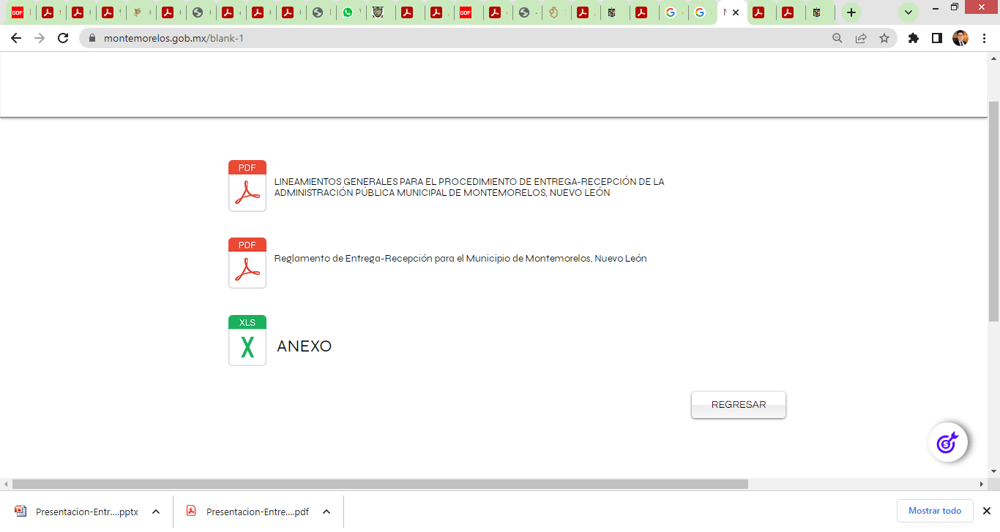 montemorelos.gob.mx/blank-1
PDF
LINEAMIENTOS GENERALES PARA EL PROCEDIMIENTO DE ENTREGA-RECEPCIÓN DE LA
ADMINISTRACIÓN PÚBLICA MUNICIPAL DE MONTEMORELOS, NUEVO LEÓN
PDF
Reglamento de Entrega-Recepción para el Municipio de Montemorelos, Nuevo León
XLS
X
ANEXO
REGRESAR
Presentacion-Entr....pptx
Presentacion-Entre....pdf
Mostrar todo